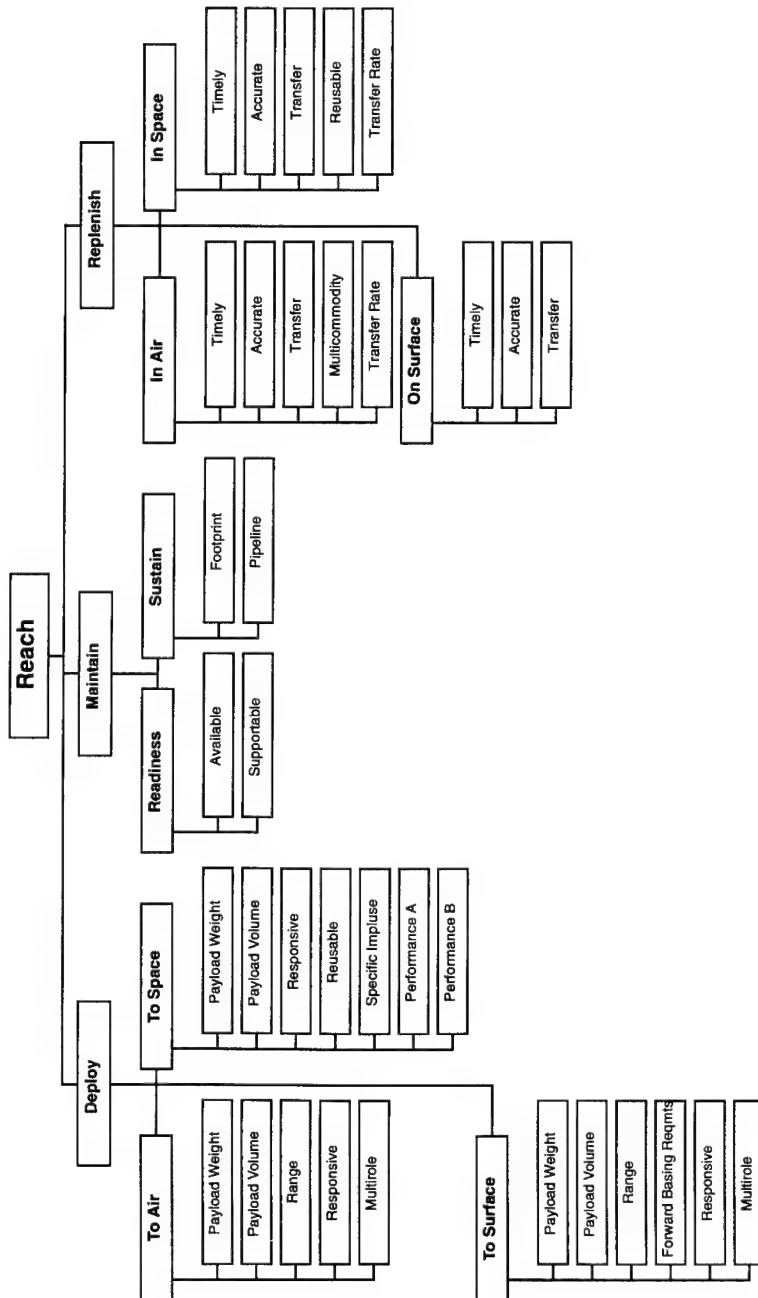 Reach
Deploy
Maintain
Replenish
To Air
Payload Weight
Payload Volume
Range
Responsive
Multirole
To Space
Payload Weight
Payload Volume
Responsive
Reusable
Specific Impluse
Performance A
Performance B
To Surface
Payload Weight
Payload Volume
Range
Forward Basing Reqmts
Responsive
Multirole
Readiness
Available
Supportable
Sustain
Footprint
Pipeline
In Air
Timely
Accurate
Transfer
Multicommodity
Transfer Rate
In Space
Timely
Accurate
Transfer
Reusable
Transfer Rate
On Surface
Timely
Accurate
Transfer